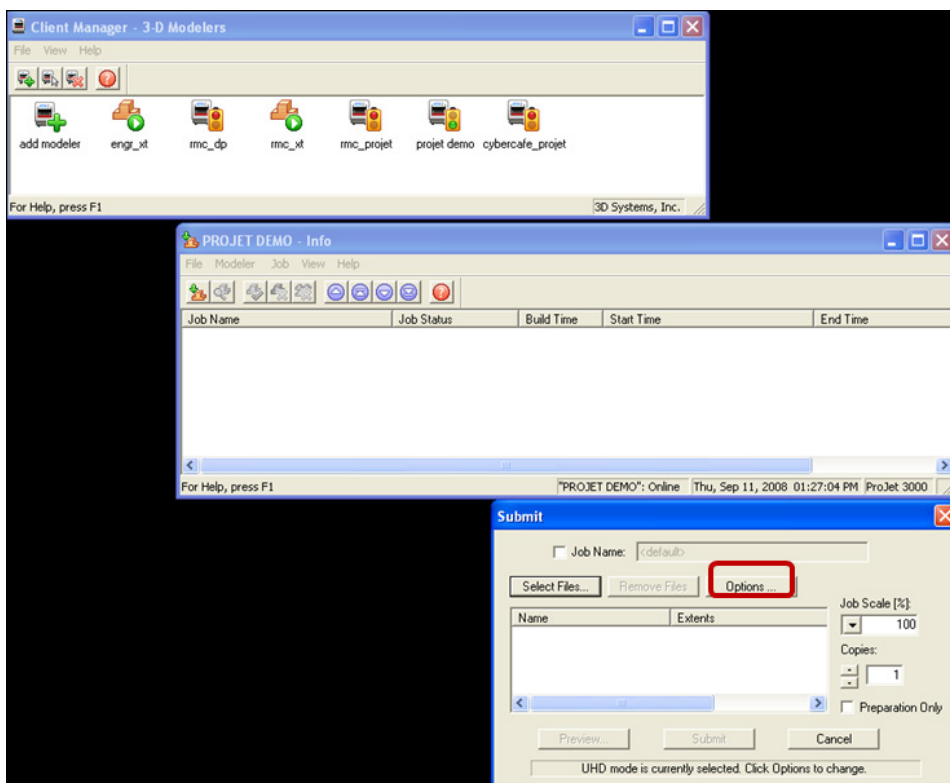 Client Manager - 3-D Modelers
File View Help
add modeler engr_xt rmc_dp rmc_xt rmc_projet projet demo cybercafe_projet
For Help, press F1 3D Systems, Inc.
PROJET DEMO - Info
File Modeler Job View Help
Job Name Job Status Build Time Start Time End Time
For Help, press F1 "PROJET DEMO": Online Thu, Sep 11, 2008 01:27:04 PM ProJet 3000
Submit
Job Name: <default>
Select Files... Remove Files Options ...
Job Scale [%]:
Name Extents
100
Copies:
1
Preparation Only
Preview... Submit Cancel
UHD mode is currently selected. Click Options to change.